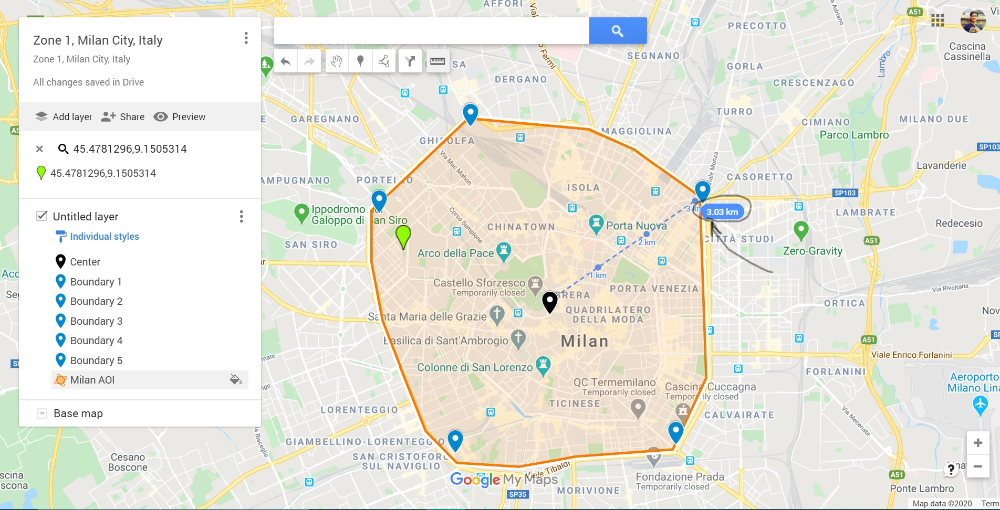 Zone 1, Milan City, Italy
Zone 1, Milan City, Italy
All changes saved in Drive
Add layer
Share
Preview
45.4781296,9.1505314
45.4781296,9.1505314
Untitled layer
Individual styles
Center
Boundary 1
Boundary 2
Boundary 3
Boundary 4
Boundary 5
Milan AOI
Base map
AFFORI
A51
PRECOTTO
Cascina
Cassinella
SEGNANO
GORLA
Lambro
DERGANO
CRESCENZAGO
TURRO
GAREGNANO
MAGGIOLINA
CIMIANO
MILANO DUE
Parco Lambro
GHISOLFA
SP103
Via Mac Mahon
Viale Monza
Lavanderie
CASORETTO
PORTELLO
AMPUGNANO
ISOLA
SP103
Ippodromo
Galoppo di San Siro
3 km
3.03 km
LAMBRATE
Corso Sempione
CHINATOWN
Porta Nuova
Redecesio
2 km
CITTÀ STUDI
A51
SAN SIRO
Arco della Pace
Zero-Gravity
1 km
Castello Sforzesco
Temporarily closed
BRERA
PORTA VENEZIA
Via Rivoltana
ORTICA
QUADRILATERO
DELLA MODA
Santa Maria delle Grazie
Milan
Basilica di Sant'Ambrogio
A51
Viale Enrico Forlanini
Colonne di San Lorenzo
FORLANINI
Aeroporto
Milano Lin
QC Termemilano
Temporarily closed
Cascina Cuccagna
Temporarily closed
TICINESE
LORENTEGGIO
CALVAIRATE
Via Mecenate
GIAMBELLINO-LORENTEGGIO
SAN CRISTOFORO
SUL NAVIGLIO
Cesano
Boscone
Viale Tibaldi
Google My Maps
Fondazione Prada
Temporarily closed
A51
MORIVIONE
SP35
Ponte Lambro
Map data ©2020
Term